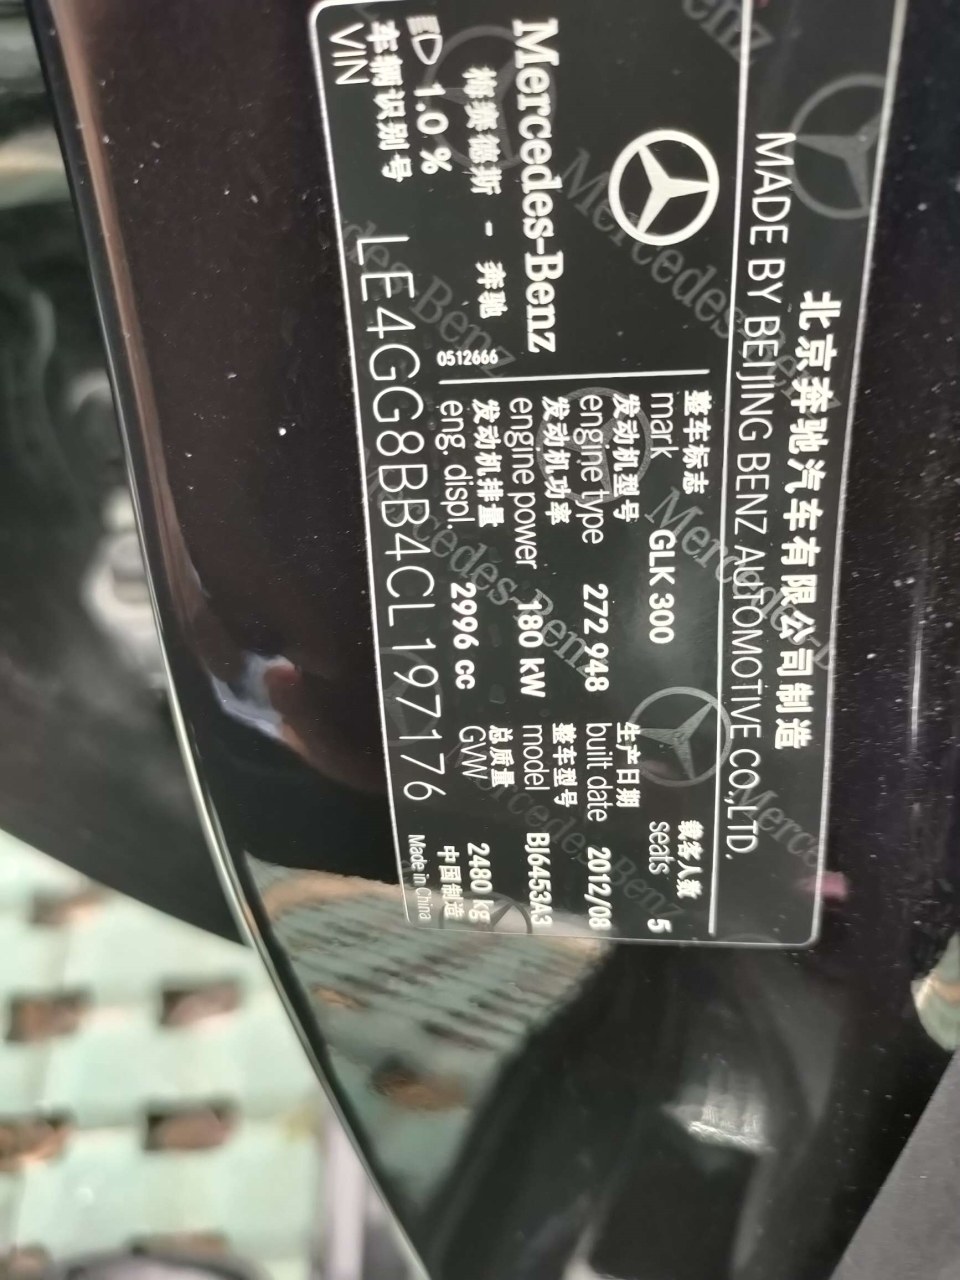 北京奔驰汽车有限公司制造
MADE BY BEIJING BENZ AUTOMOTIVE CO.,LTD.
Mercedes-Benz
梅赛德斯 - 奔驰
1.0 %
0512666
整车标志
mark GLK 300
载客人数
seats 5
发动机型号
engine type 272 948
生产日期
built date 2012/08
发动机功率
engine power 180 kW
整车型号
model BJ6453A3
发动机排量
eng. displ. 2996 cc
总质量
GVW 2480 kg
车辆识别号
VIN LE4GG8BB4CL197176
中国制造
Made in China